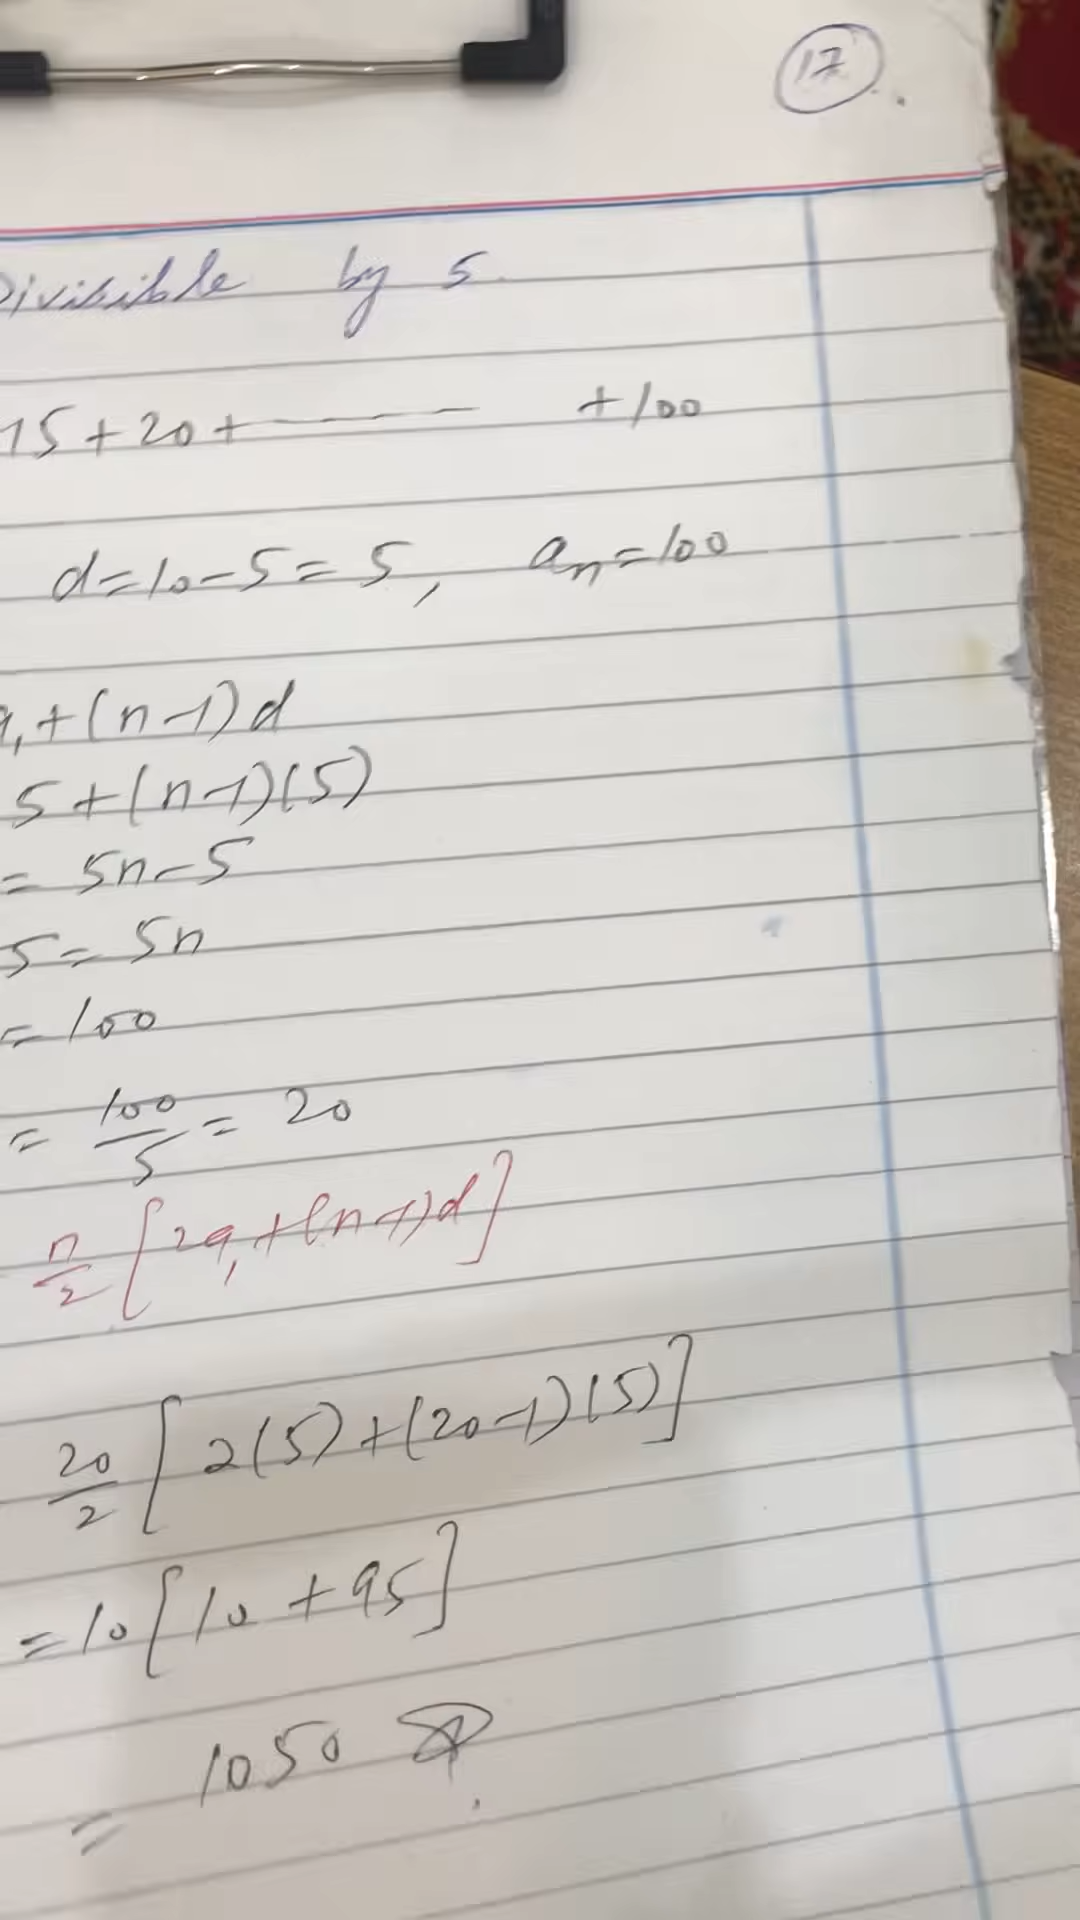 17
Divisible by 5
15+20+---- +100
d=10-5=5, an=100
a1+(n-1)d
5+(n-1)(5)
= 5n-5
5= 5n
=100
= 100/5 = 20
n/2 [2a1+(n-1)d]
20/2 [2(5)+(20-1)(5)]
=10[10+95]
= 1050